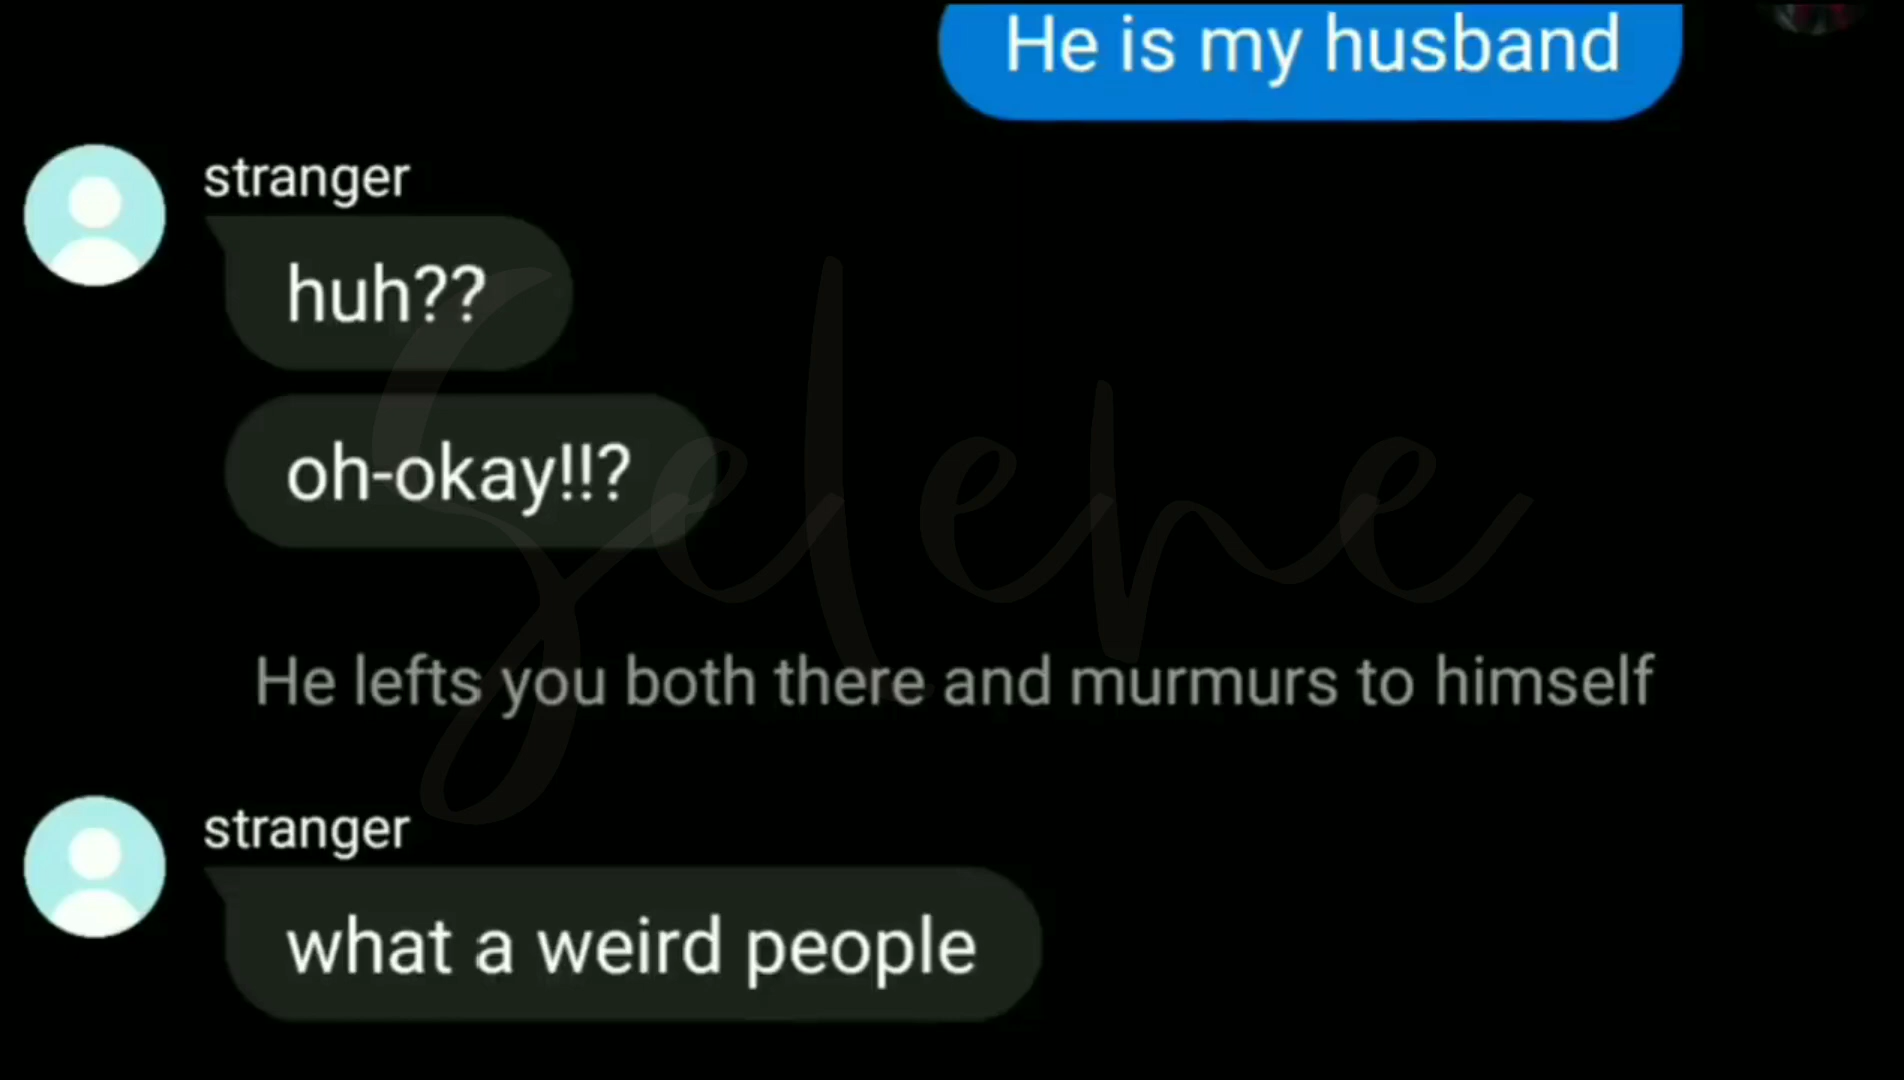 He is my husband
stranger
huh??
oh-okay!!?
Selene
He lefts you both there and murmurs to himself
stranger
what a weird people